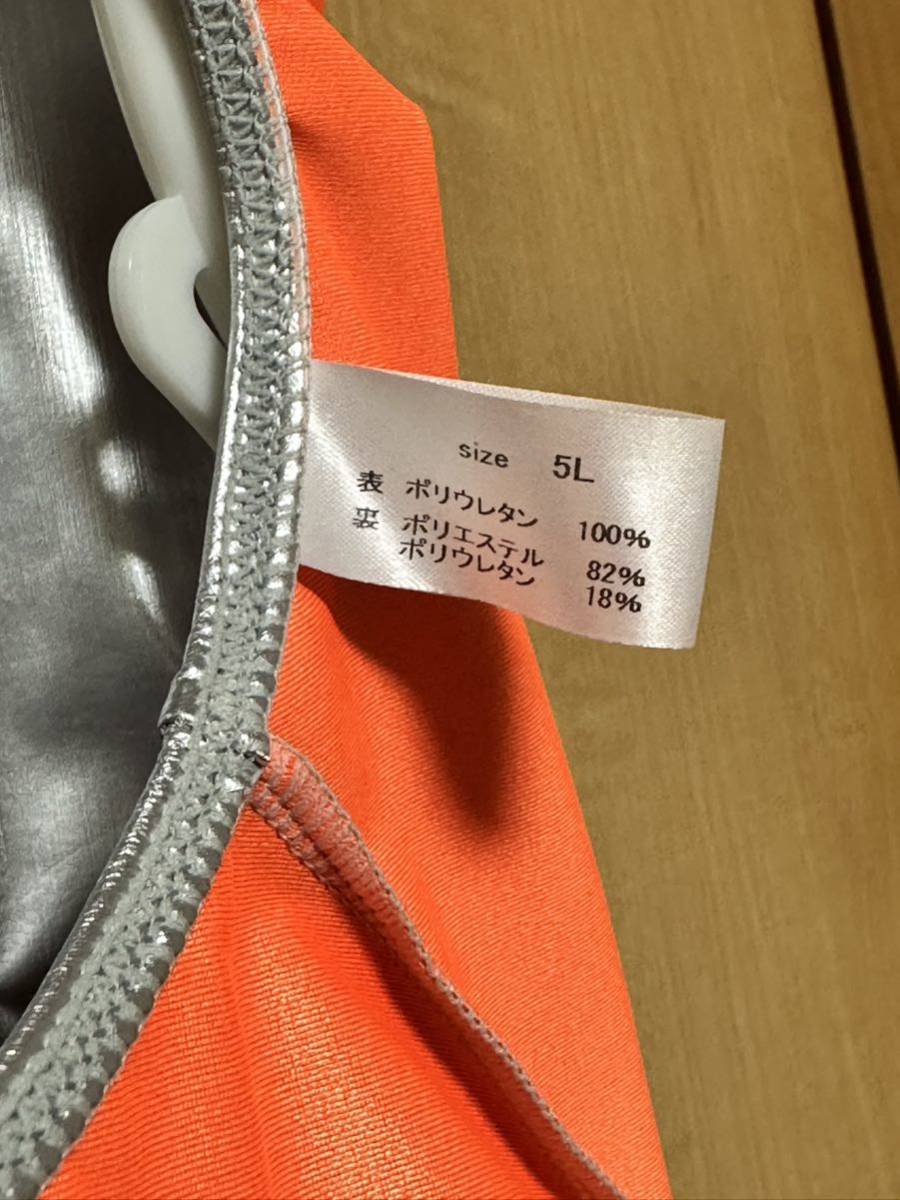 size 5L
表 ポリウレタン 100%
裏 ポリエステル 82%
ポリウレタン 18%